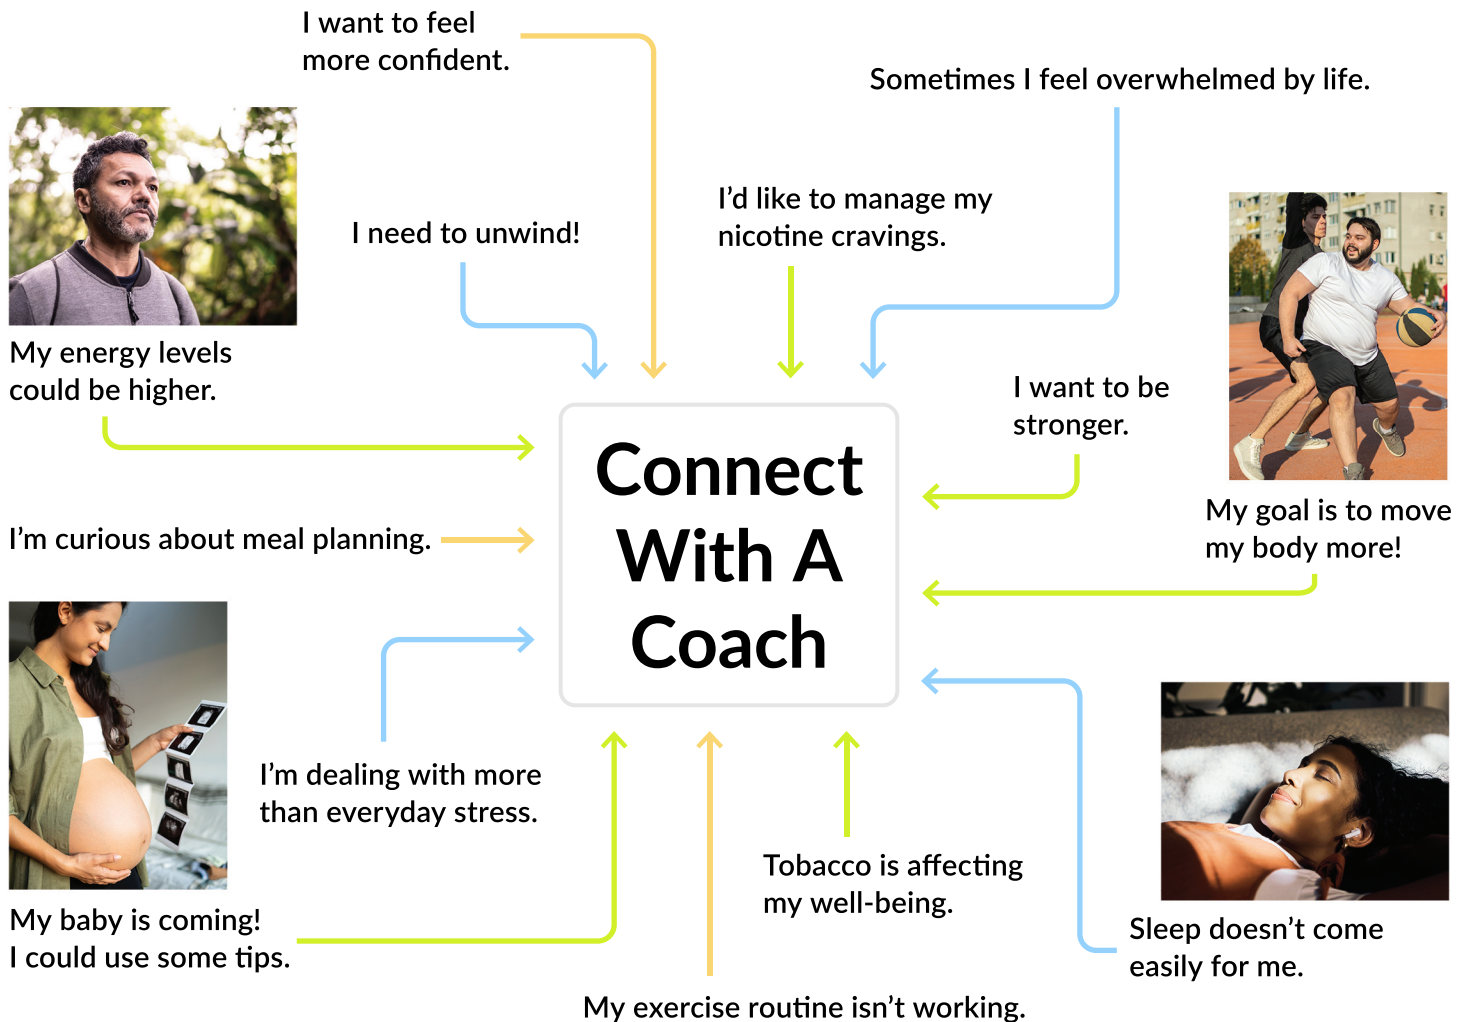 I want to feel
more confident.
Sometimes I feel overwhelmed by life.
I need to unwind!
I’d like to manage my
nicotine cravings.
My energy levels
could be higher.
I want to be
stronger.
My goal is to move
my body more!
I’m curious about meal planning.
Connect
With A
Coach
I’m dealing with more
than everyday stress.
My baby is coming!
I could use some tips.
Tobacco is affecting
my well-being.
Sleep doesn’t come
easily for me.
My exercise routine isn’t working.